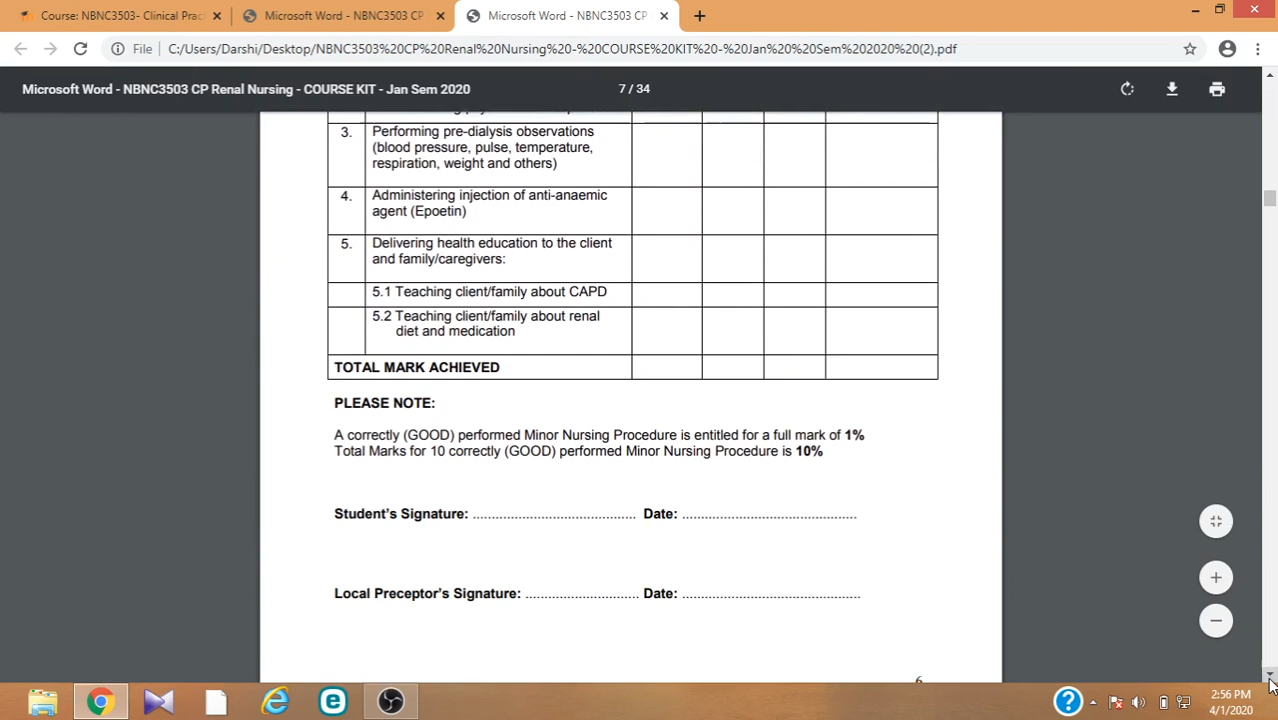 Course: NBNC3503- Clinical Prac
Microsoft Word - NBNC3503 CP
Microsoft Word - NBNC3503 CP
File
C:/Users/Darshi/Desktop/NBNC3503%20CP%20Renal%20Nursing%20-%20COURSE%20KIT%20-%20Jan%20%20Sem%202020%20(2).pdf
Microsoft Word - NBNC3503 CP Renal Nursing - COURSE KIT - Jan Sem 2020
7 / 34
3. Performing pre-dialysis observations
(blood pressure, pulse, temperature,
respiration, weight and others)
4. Administering injection of anti-anaemic
agent (Epoetin)
5. Delivering health education to the client
and family/caregivers:
5.1 Teaching client/family about CAPD
5.2 Teaching client/family about renal
diet and medication
TOTAL MARK ACHIEVED
PLEASE NOTE:
A correctly (GOOD) performed Minor Nursing Procedure is entitled for a full mark of 1%
Total Marks for 10 correctly (GOOD) performed Minor Nursing Procedure is 10%
Student's Signature: .......................................... Date: .............................................
Local Preceptor's Signature: ............................. Date: ..............................................
2:56 PM
4/1/2020